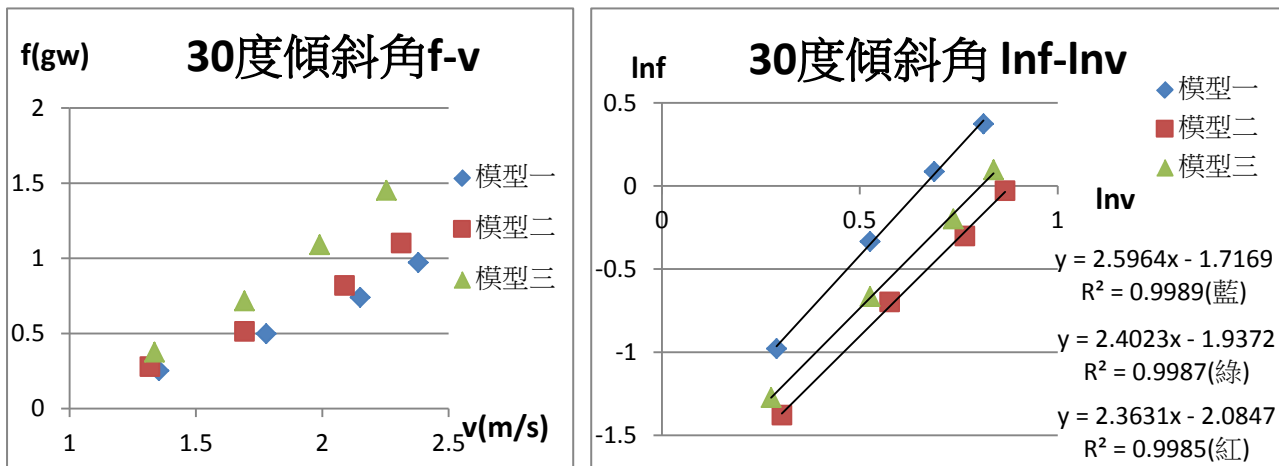 30度傾斜角f-v
f(gw)
2
1.5
1
0.5
0
1 1.5 2 2.5
v(m/s)
模型一
模型二
模型三
30度傾斜角 lnf-lnv
lnf
0.5
0
-0.5
-1
-1.5
0 0.5 1
lnv
模型一
模型二
模型三
y = 2.5964x - 1.7169
R² = 0.9989(藍)
y = 2.4023x - 1.9372
R² = 0.9987(綠)
y = 2.3631x - 2.0847
R² = 0.9985(紅)